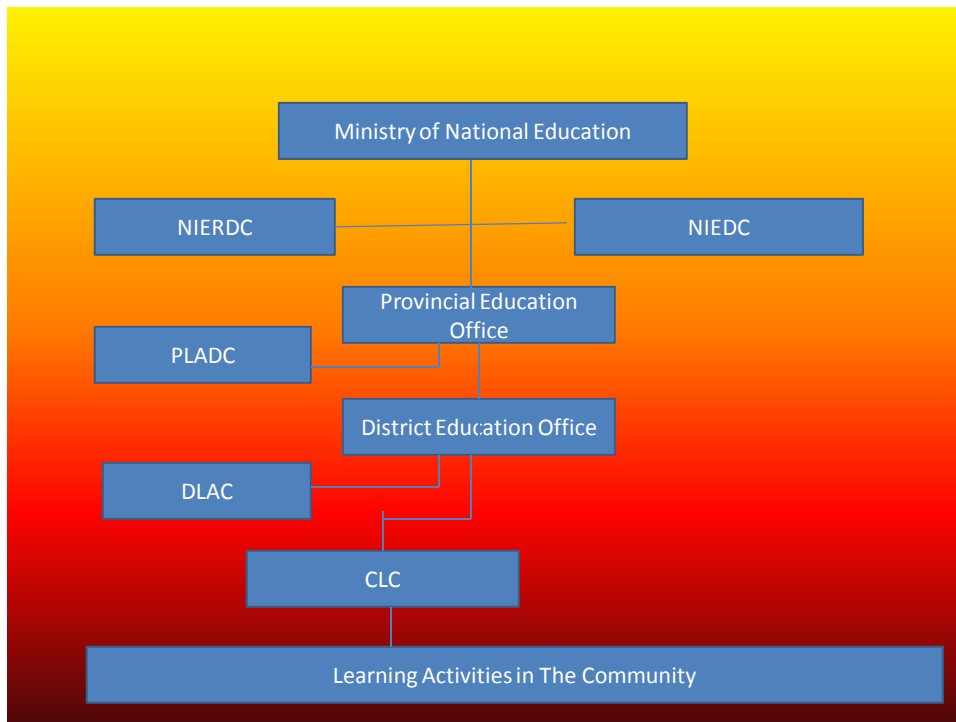 Ministry of National Education
NIERDC
NIEDC
Provincial Education
Office
PLADC
District Education Office
DLAC
CLC
Learning Activities in The Community